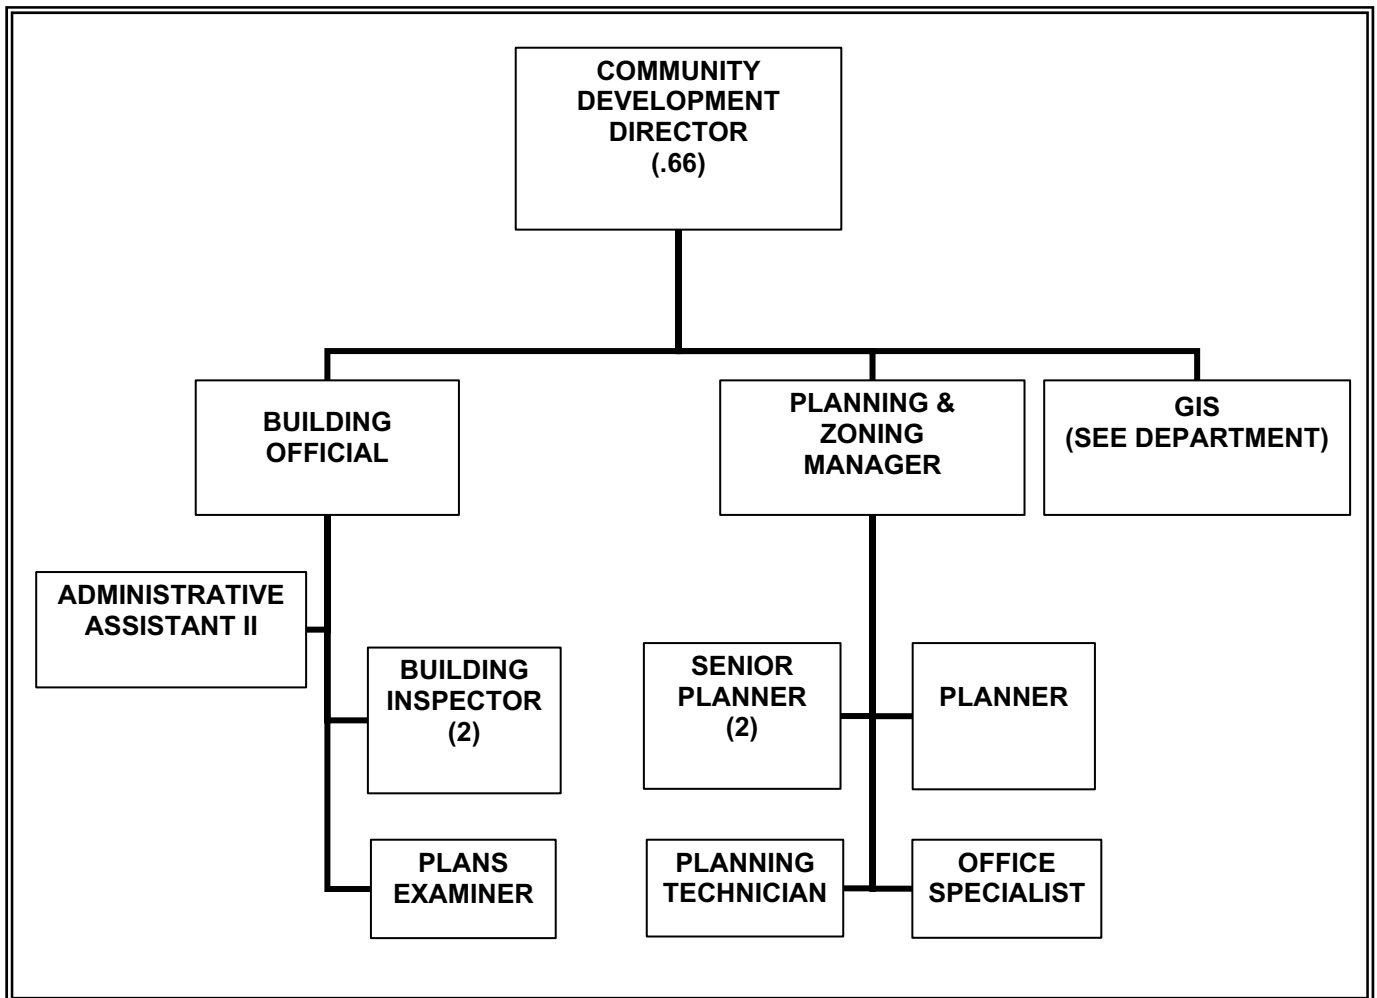 COMMUNITY
DEVELOPMENT
DIRECTOR
(.66)
BUILDING
OFFICIAL
PLANNING &
ZONING
MANAGER
GIS
(SEE DEPARTMENT)
ADMINISTRATIVE
ASSISTANT II
BUILDING
INSPECTOR
(2)
SENIOR
PLANNER
(2)
PLANNER
PLANS
EXAMINER
PLANNING
TECHNICIAN
OFFICE
SPECIALIST